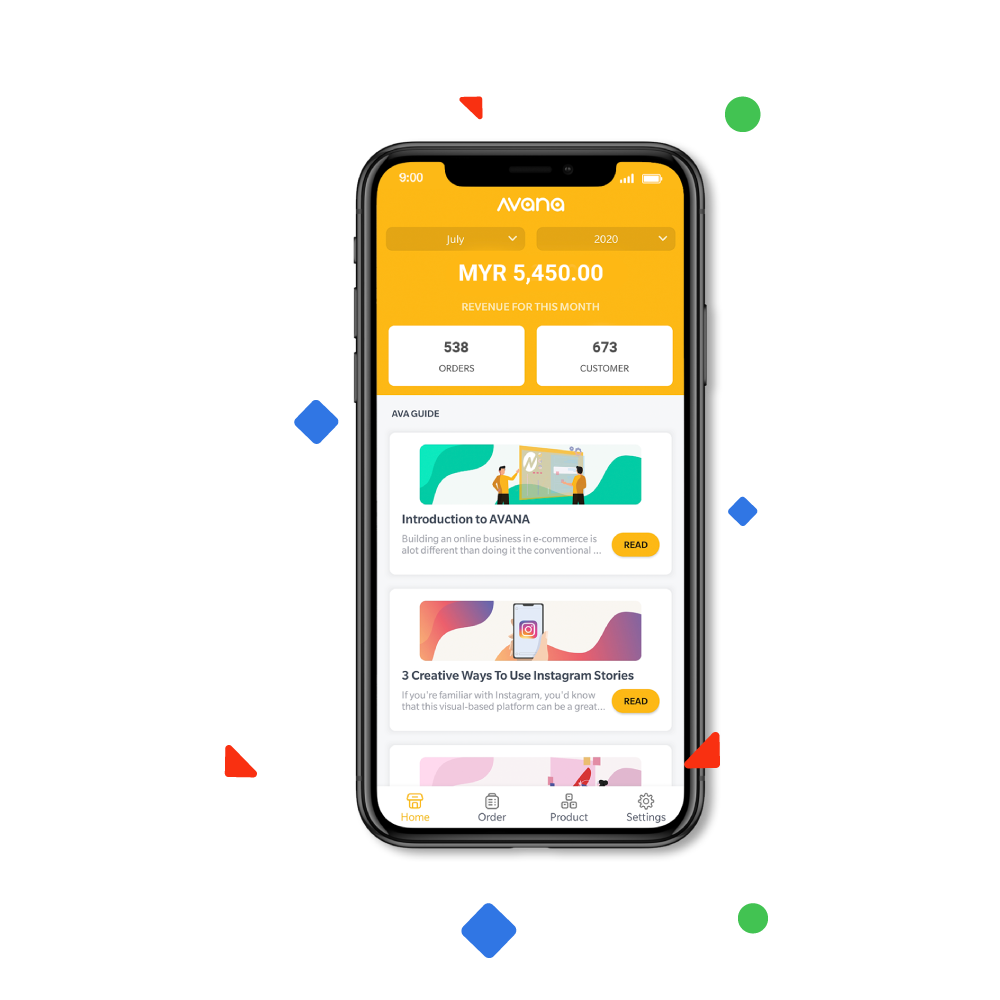 9:00
AVANA
July
2020
MYR 5,450.00
REVENUE FOR THIS MONTH
538
673
ORDERS
CUSTOMER
AVA GUIDE
Introduction to AVANA
Building an online business in e-commerce is
alot different than doing it the conventional ...
READ
3 Creative Ways To Use Instagram Stories
If you're familiar with Instagram, you'd know
that this visual-based platform can be a great...
READ
Home
Order
Product
Settings